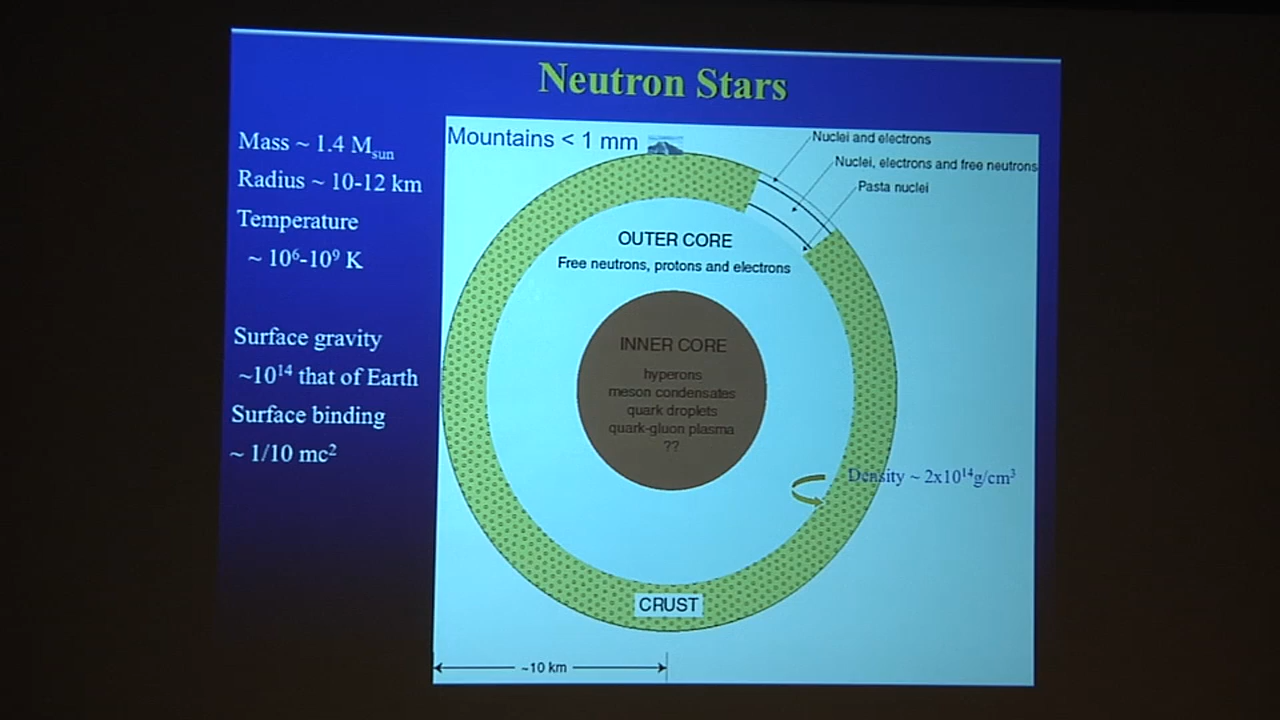 Neutron Stars
Mass ~ 1.4 Msun
Radius ~ 10-12 km
Temperature
~ 10⁶-10⁹ K
Surface gravity
~10¹⁴ that of Earth
Surface binding
~ 1/10 mc²
Mountains < 1 mm
Nuclei and electrons
Nuclei, electrons and free neutrons
Pasta nuclei
OUTER CORE
Free neutrons, protons and electrons
INNER CORE
hyperons
meson condensates
quark droplets
quark-gluon plasma
??
Density ~ 2x10¹⁴g/cm³
CRUST
~10 km